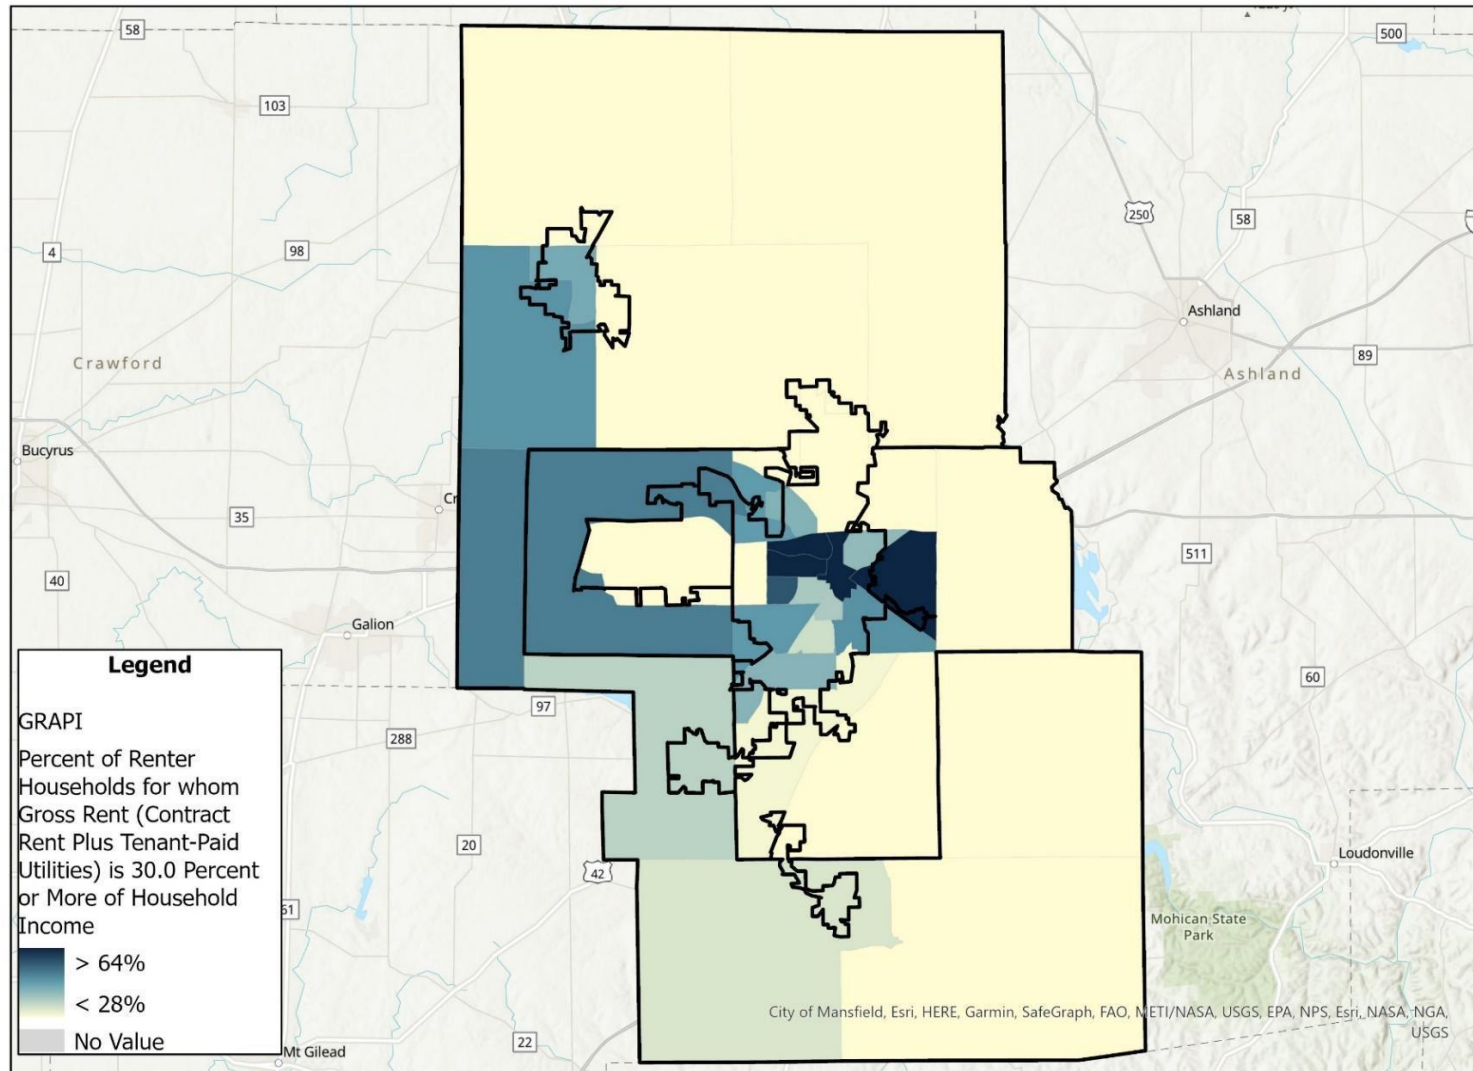 58
500
103
250
58
4
98
Ashland
89
Crawford
Ashland
Bucyrus
Cr
35
511
40
Galion
60
97
288
20
42
Loudonville
61
Mohican State
Park
22
Mt Gilead
Legend
GRAPI
Percent of Renter
Households for whom
Gross Rent (Contract
Rent Plus Tenant-Paid
Utilities) is 30.0 Percent
or More of Household
Income
> 64%
< 28%
No Value
City of Mansfield, Esri, HERE, Garmin, SafeGraph, FAO, METI/NASA, USGS, EPA, NPS, Esri, NASA, NGA,
USGS